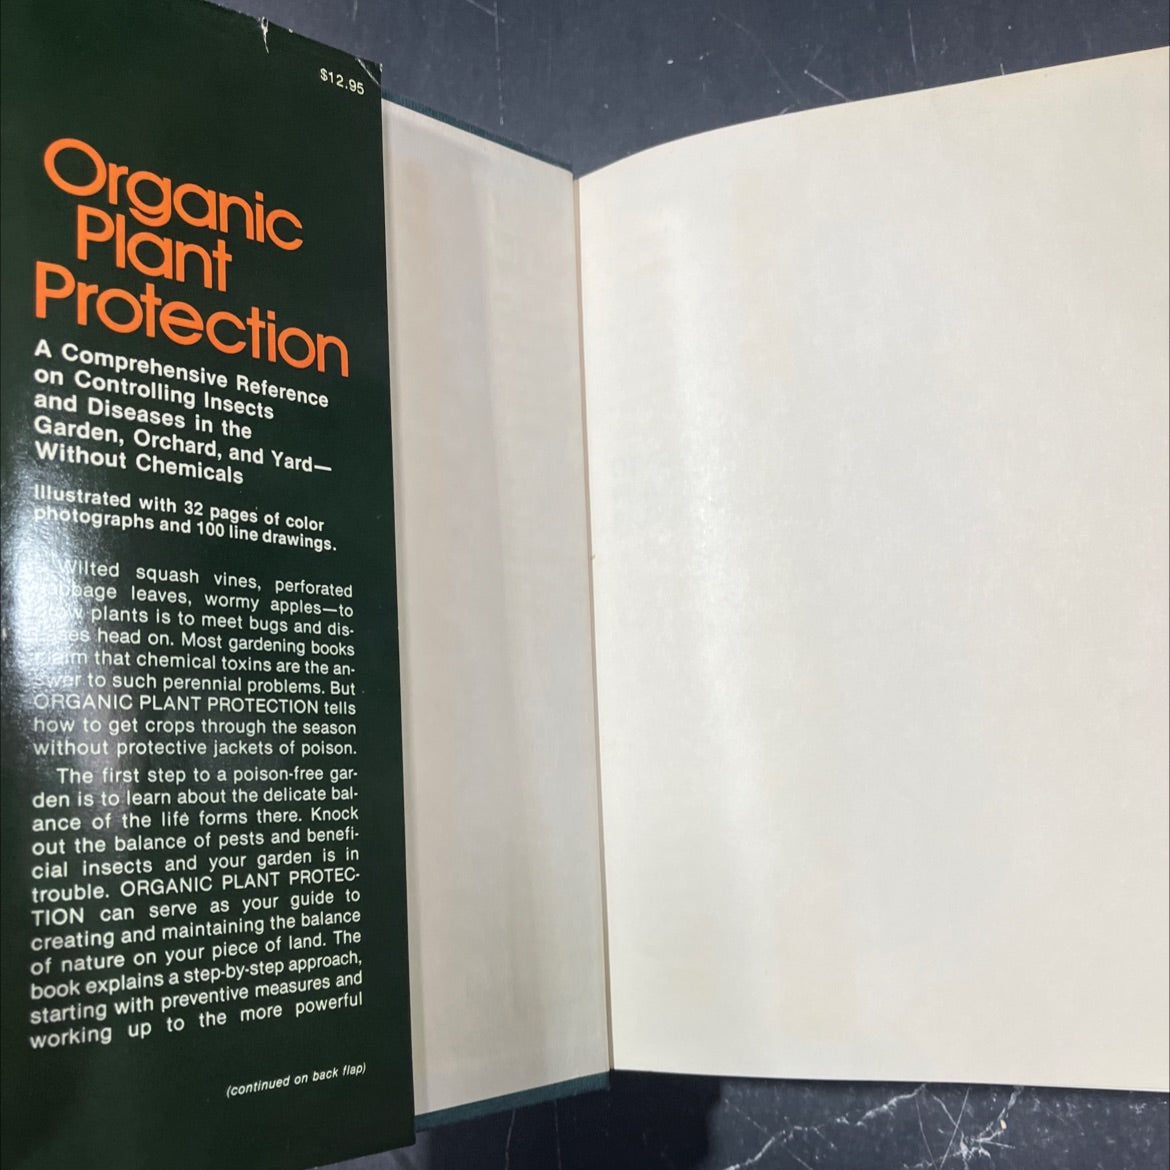 $12.95
Organic
Plant
Protection
A Comprehensive Reference
on Controlling Insects
and Diseases in the
Garden, Orchard, and Yard—
Without Chemicals
Illustrated with 32 pages of color
photographs and 100 line drawings.
Wilted squash vines, perforated
cabbage leaves, wormy apples—to
grow plants is to meet bugs and dis-
eases head on. Most gardening books
claim that chemical toxins are the an-
swer to such perennial problems. But
ORGANIC PLANT PROTECTION tells
how to get crops through the season
without protective jackets of poison.
The first step to a poison-free gar-
den is to learn about the delicate bal-
ance of the life forms there. Knock
out the balance of pests and benefi-
cial insects and your garden is in
trouble. ORGANIC PLANT PROTEC-
TION can serve as your guide to
creating and maintaining the balance
of nature on your piece of land. The
book explains a step-by-step approach,
starting with preventive measures and
working up to the more powerful
(continued on back flap)